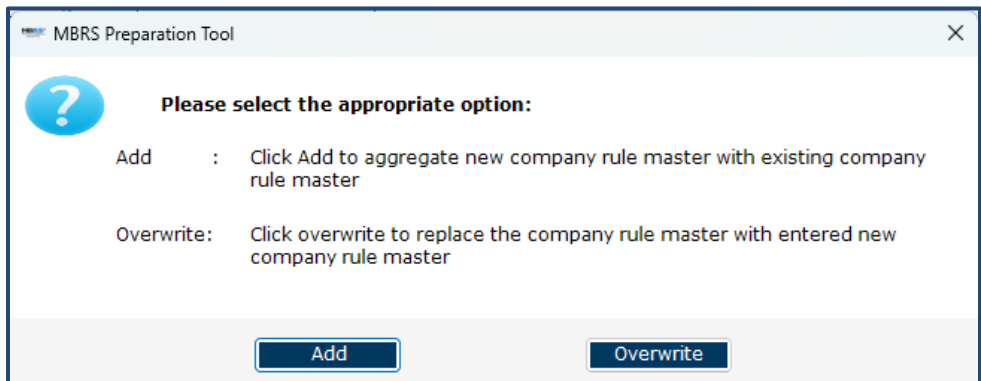 MBRS Preparation Tool
Please select the appropriate option:
Add : Click Add to aggregate new company rule master with existing company
rule master
Overwrite: Click overwrite to replace the company rule master with entered new
company rule master
Add Overwrite